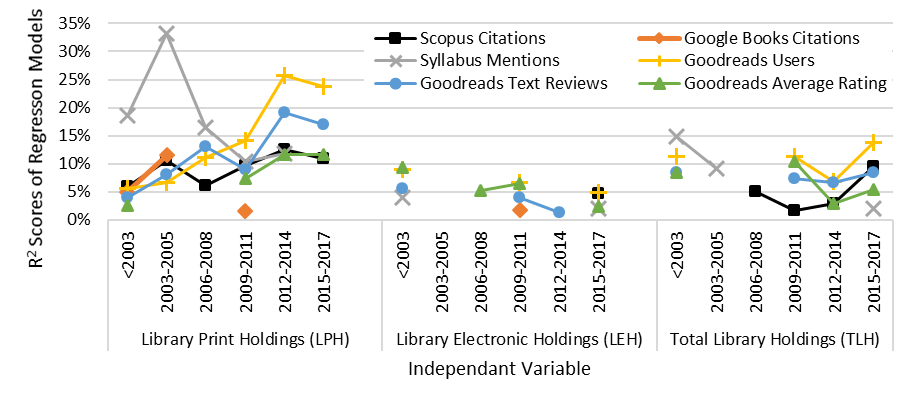 R² Scores of Regresson Models
35%
30%
25%
20%
15%
10%
5%
0%
Scopus Citations
Google Books Citations
Syllabus Mentions
Goodreads Users
Goodreads Text Reviews
Goodreads Average Rating
<2003
2003-2005
2006-2008
2009-2011
2012-2014
2015-2017
<2003
2003-2005
2006-2008
2009-2011
2012-2014
2015-2017
<2003
2003-2005
2006-2008
2009-2011
2012-2014
2015-2017
Library Print Holdings (LPH)
Library Electronic Holdings (LEH)
Total Library Holdings (TLH)
Independant Variable